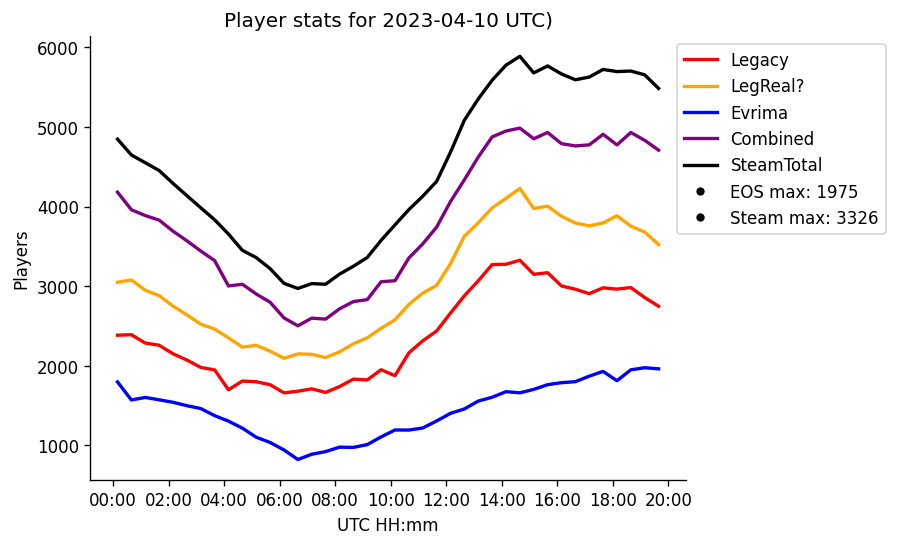 Player stats for 2023-04-10 UTC)
6000
5000
4000
3000
2000
1000
Players
00:00 02:00 04:00 06:00 08:00 10:00 12:00 14:00 16:00 18:00 20:00
UTC HH:mm
Legacy
LegReal?
Evrima
Combined
SteamTotal
EOS max: 1975
Steam max: 3326